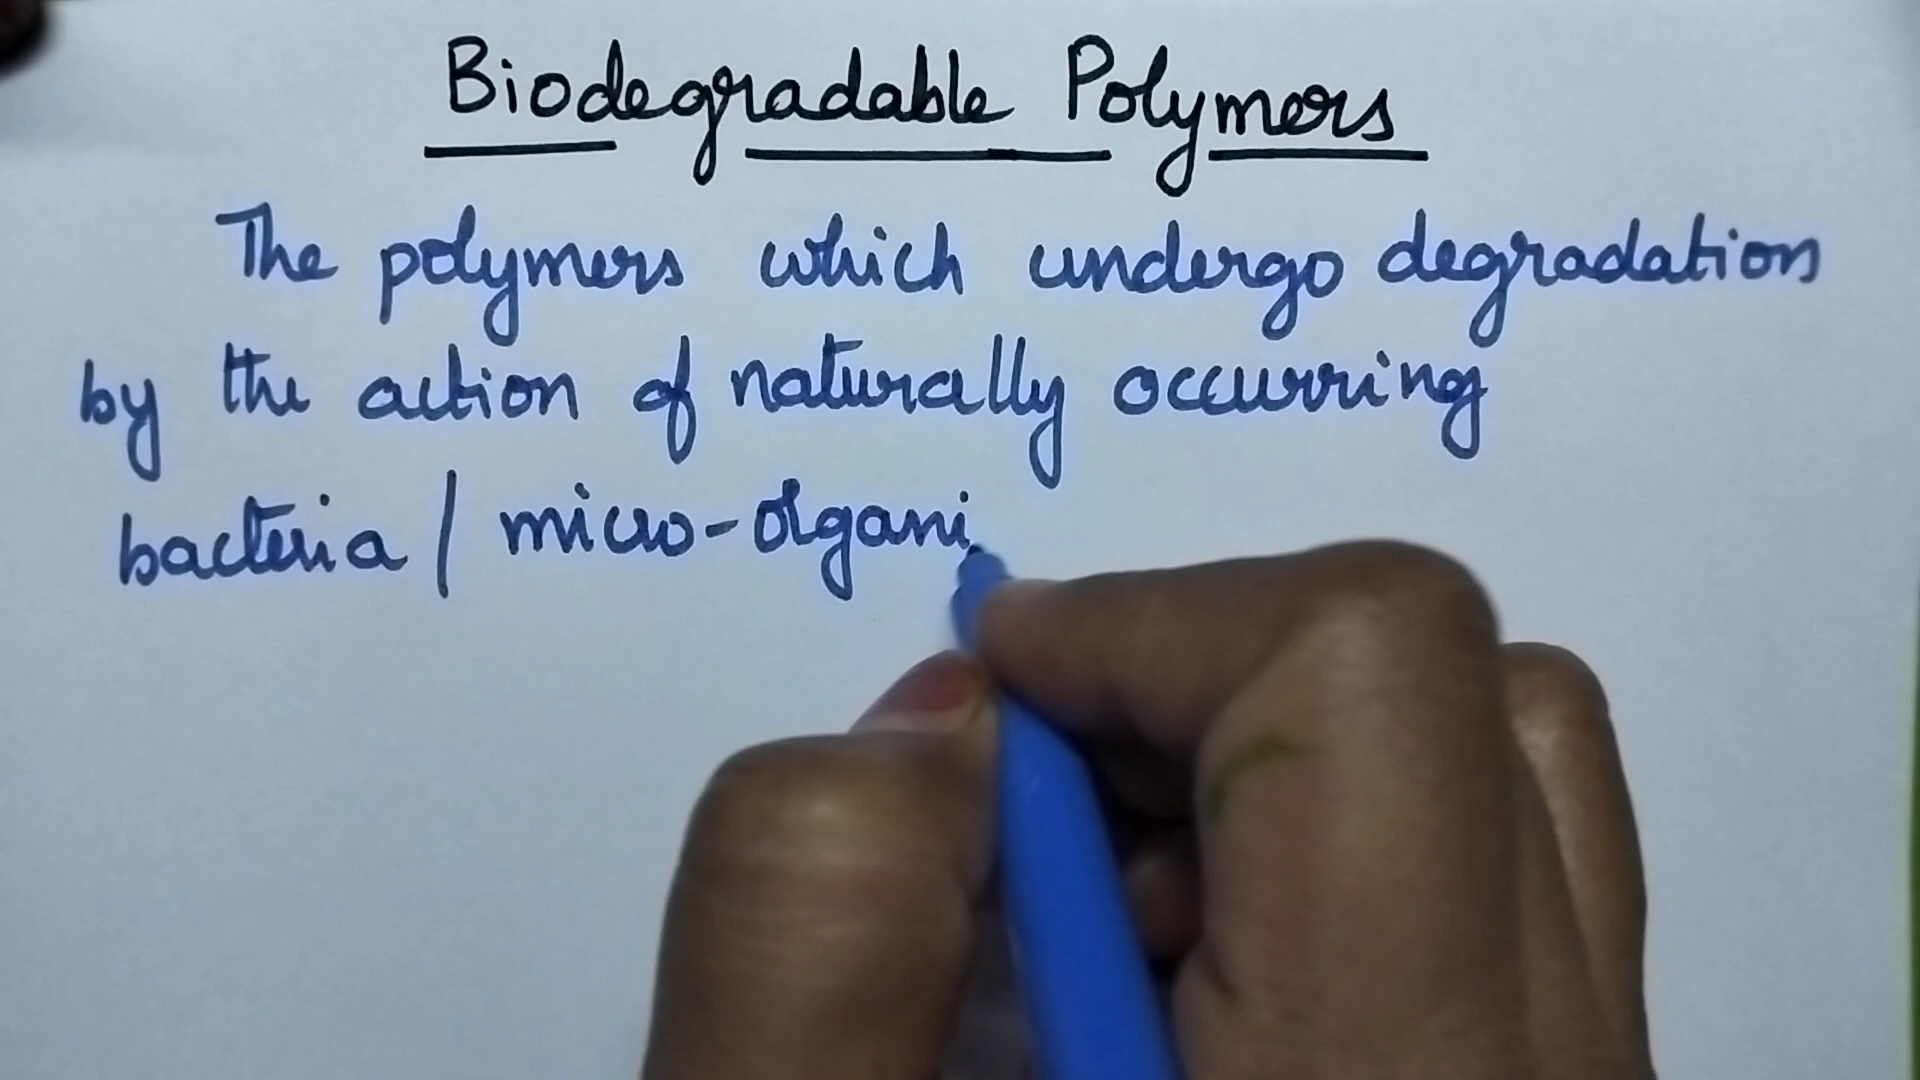 Biodegradable Polymers
The polymers which undergo degradation
by the action of naturally occurring
bacteria / micro-organi